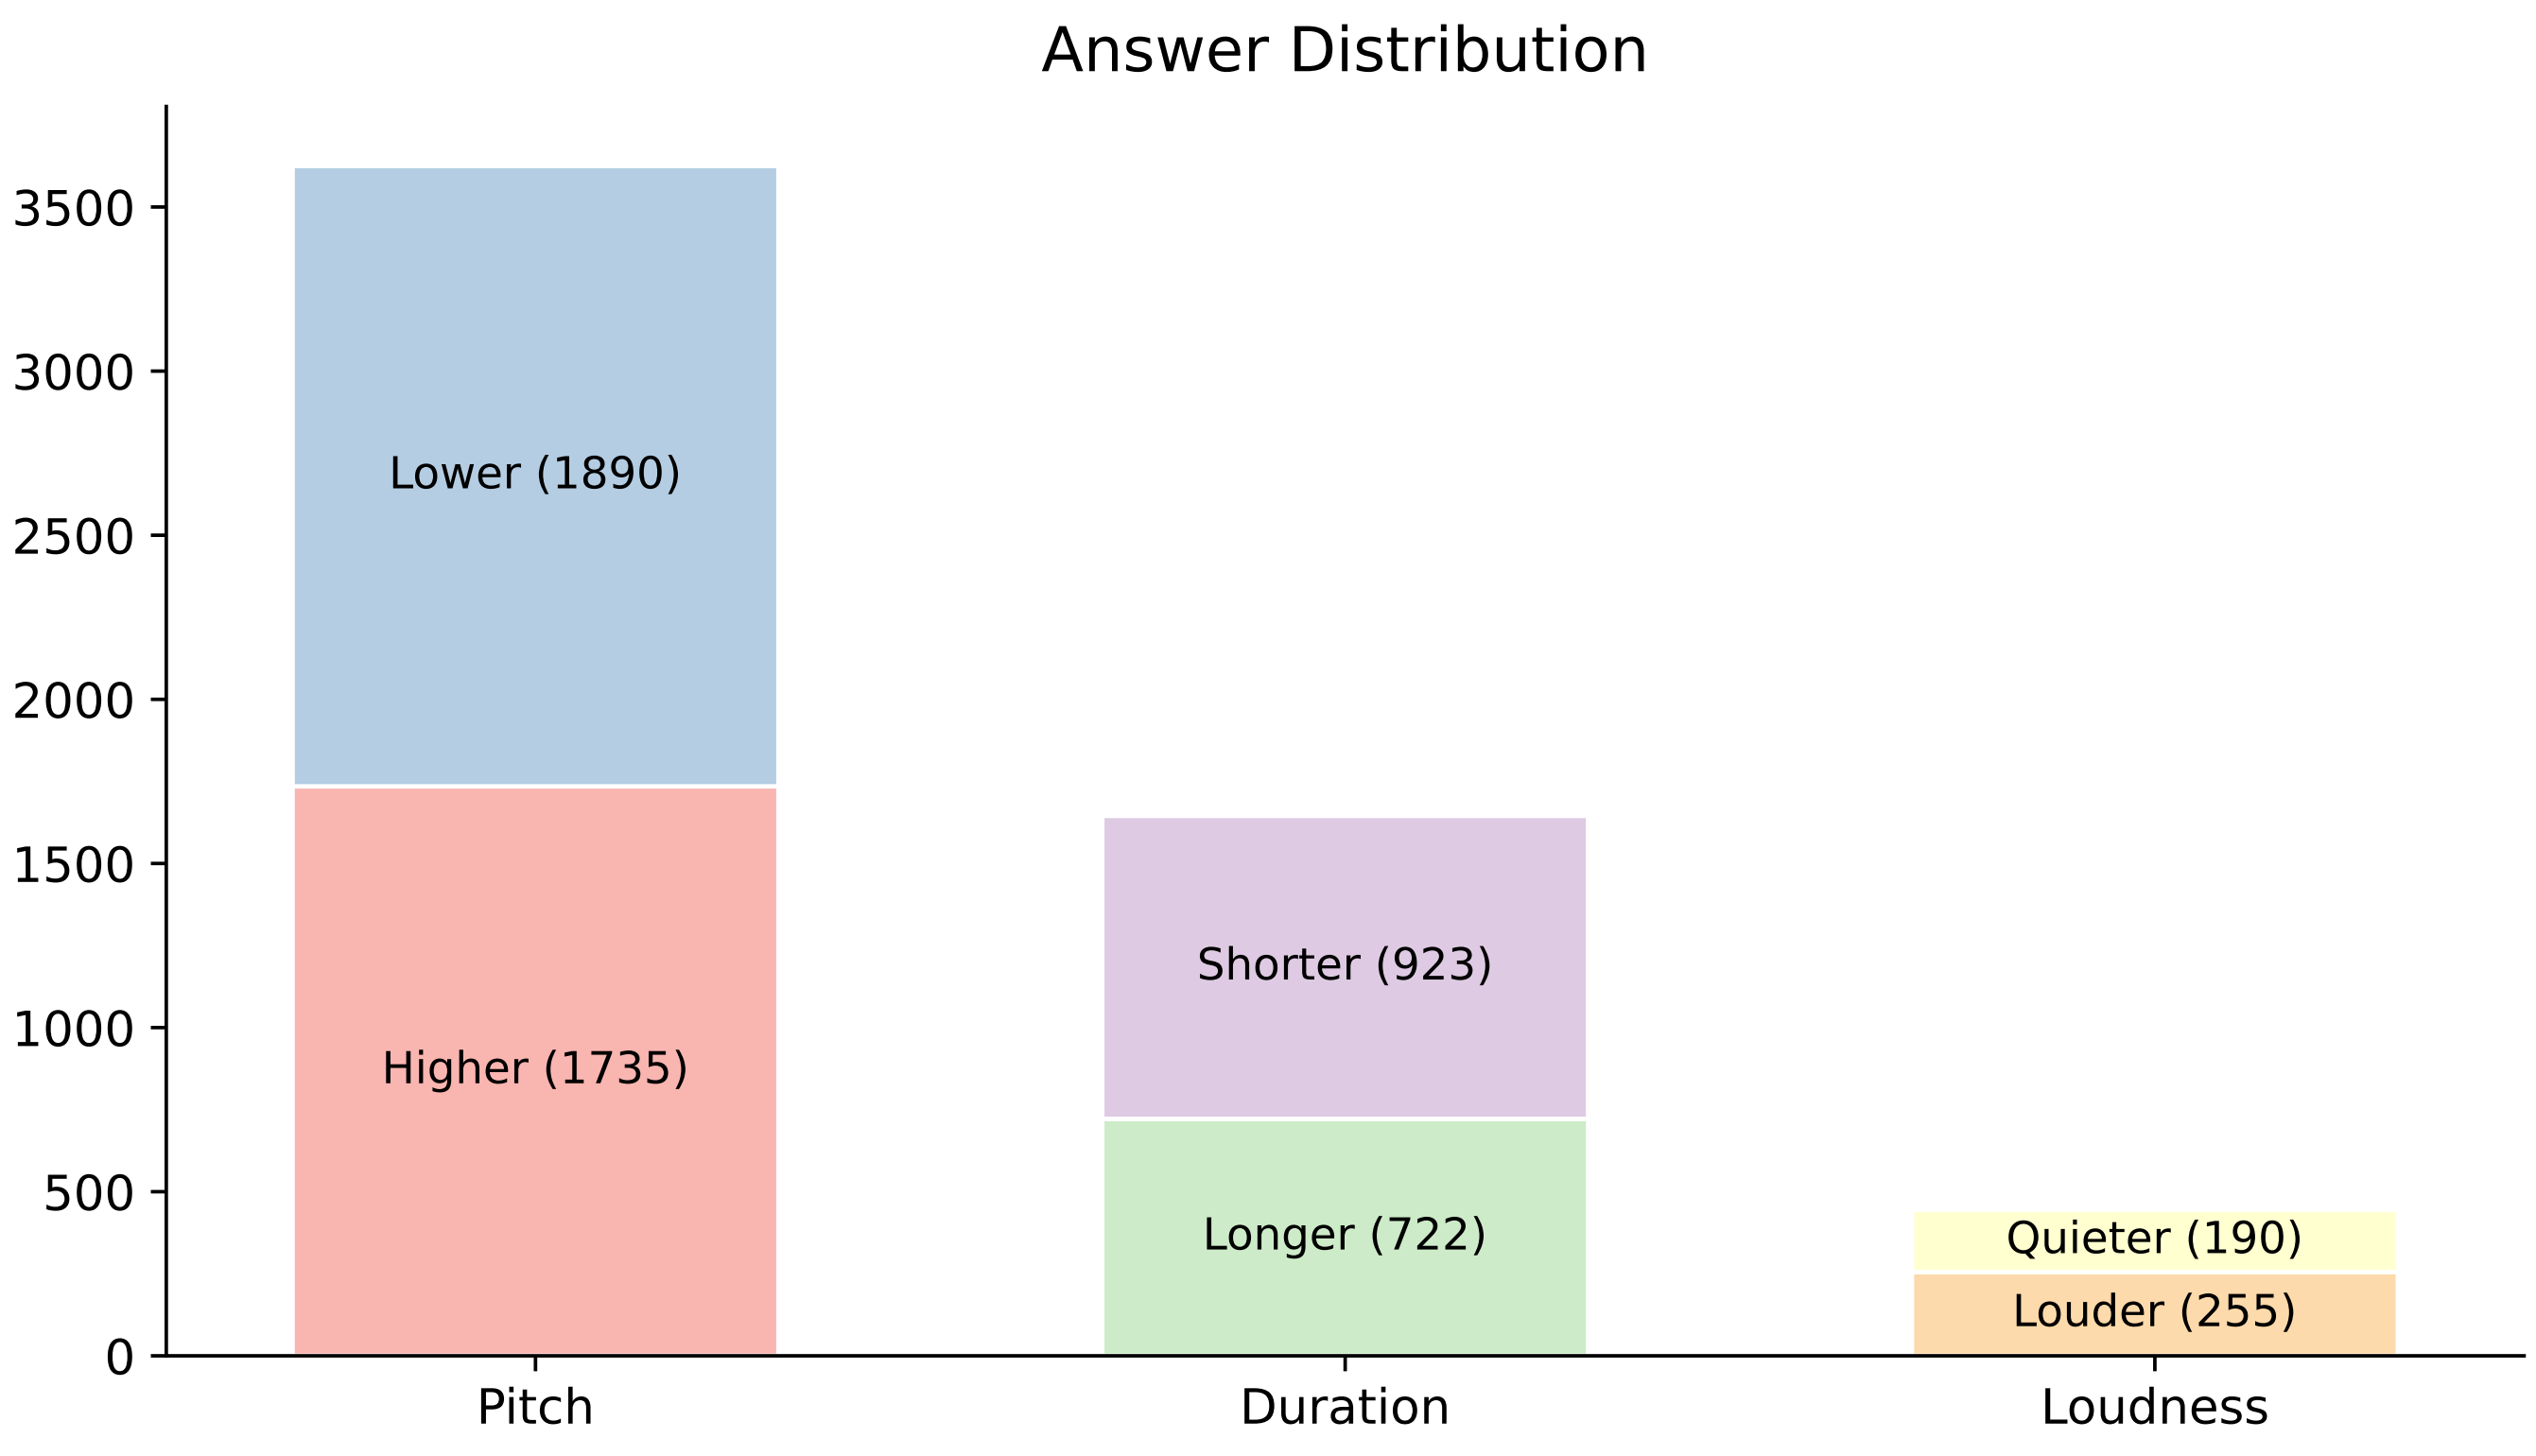 Answer Distribution
3500
3000
2500
2000
1500
1000
500
0
Lower (1890)
Higher (1735)
Shorter (923)
Longer (722)
Quieter (190)
Louder (255)
Pitch
Duration
Loudness